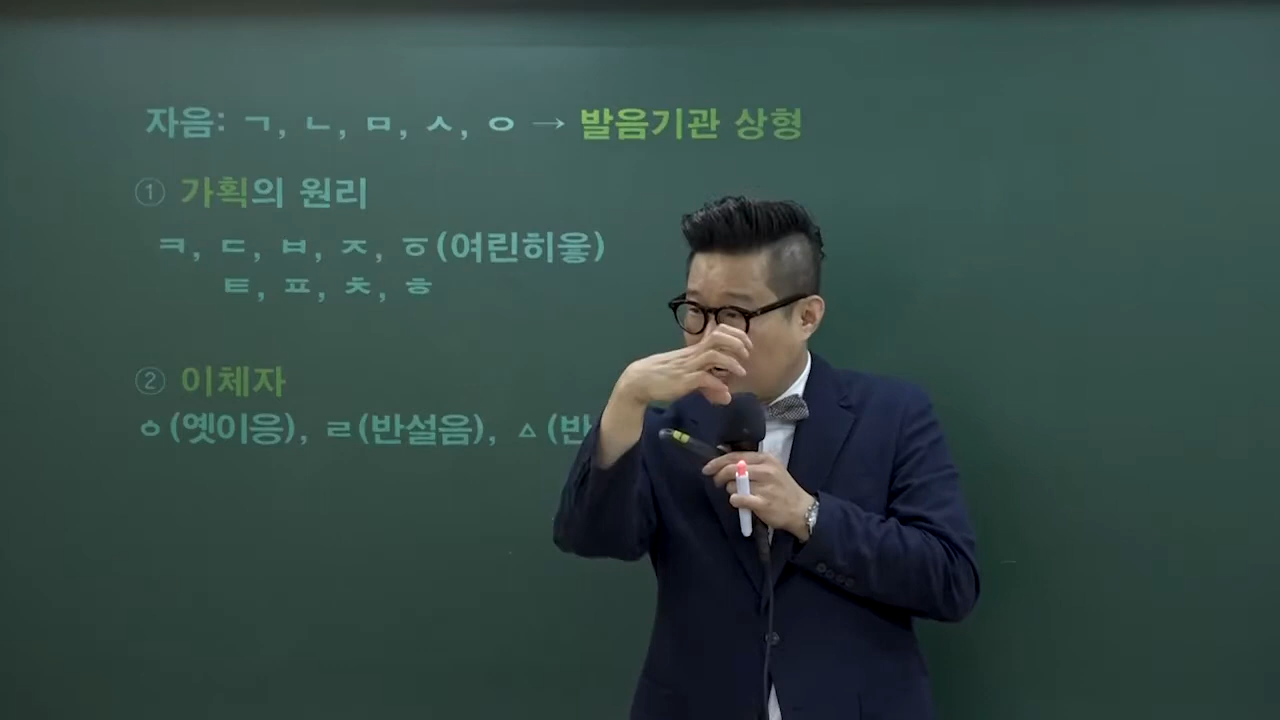 자음: ㄱ, ㄴ, ㅁ, ㅅ, ㅇ → 발음기관 상형
① 가획의 원리
ㅋ, ㄷ, ㅂ, ㅈ, ㆆ(여린히읗)
ㅌ, ㅍ, ㅊ, ㅎ
② 이체자
ㆁ(옛이응), ㄹ(반설음), ㅿ(반